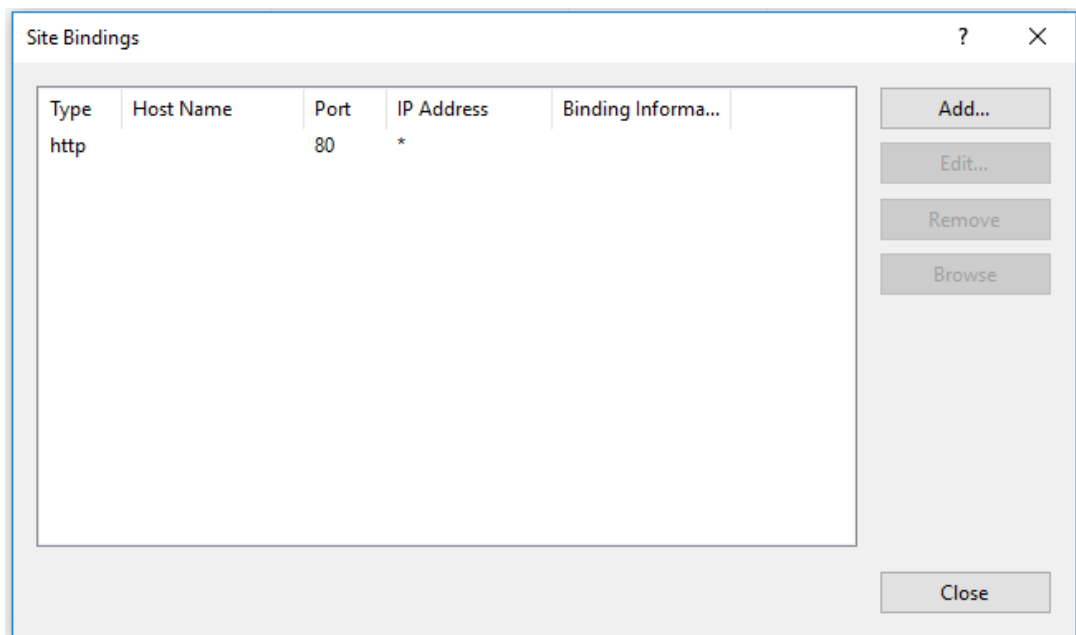 Site Bindings ?
Type Host Name Port IP Address Binding Informa...
http 80 *
Add...
Edit...
Remove
Browse
Close